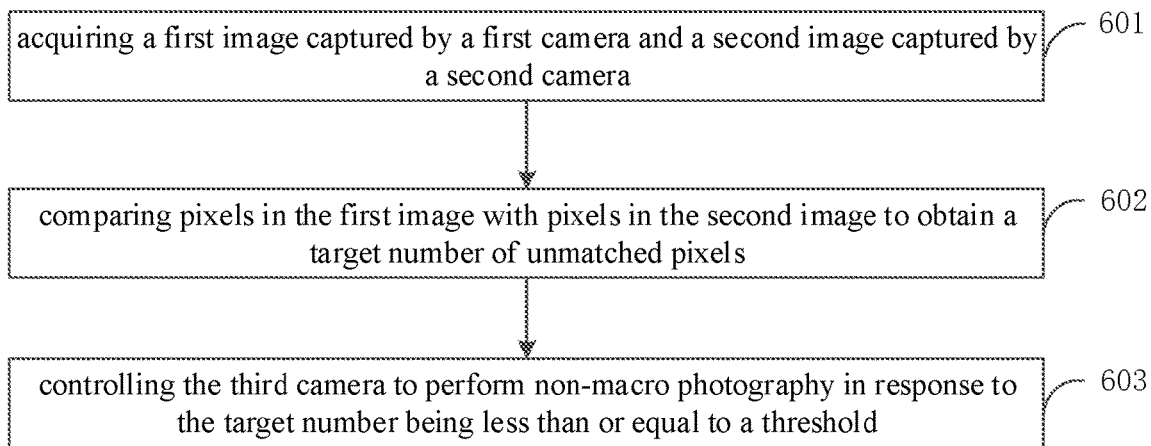 acquiring a first image captured by a first camera and a second image captured by
a second camera
601
comparing pixels in the first image with pixels in the second image to obtain a
target number of unmatched pixels
602
controlling the third camera to perform non-macro photography in response to
the target number being less than or equal to a threshold
603